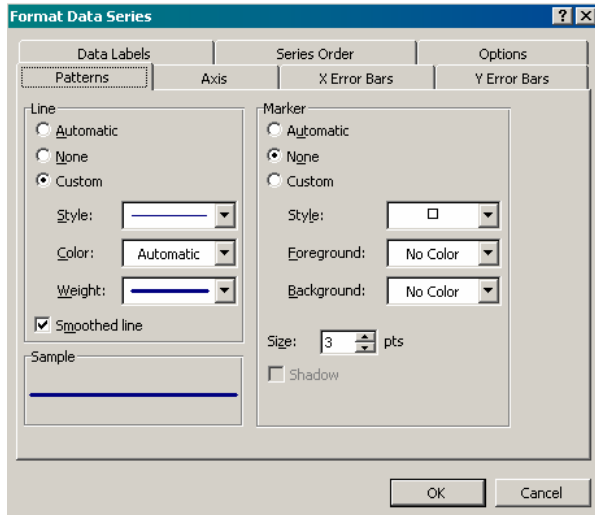 Format Data Series
Data Labels Series Order Options
Patterns Axis X Error Bars Y Error Bars
Line
Automatic
None
Custom
Style:
Color: Automatic
Weight:
Smoothed line
Sample
Marker
Automatic
None
Custom
Style:
Foreground: No Color
Background: No Color
Size: 3 pts
Shadow
OK Cancel